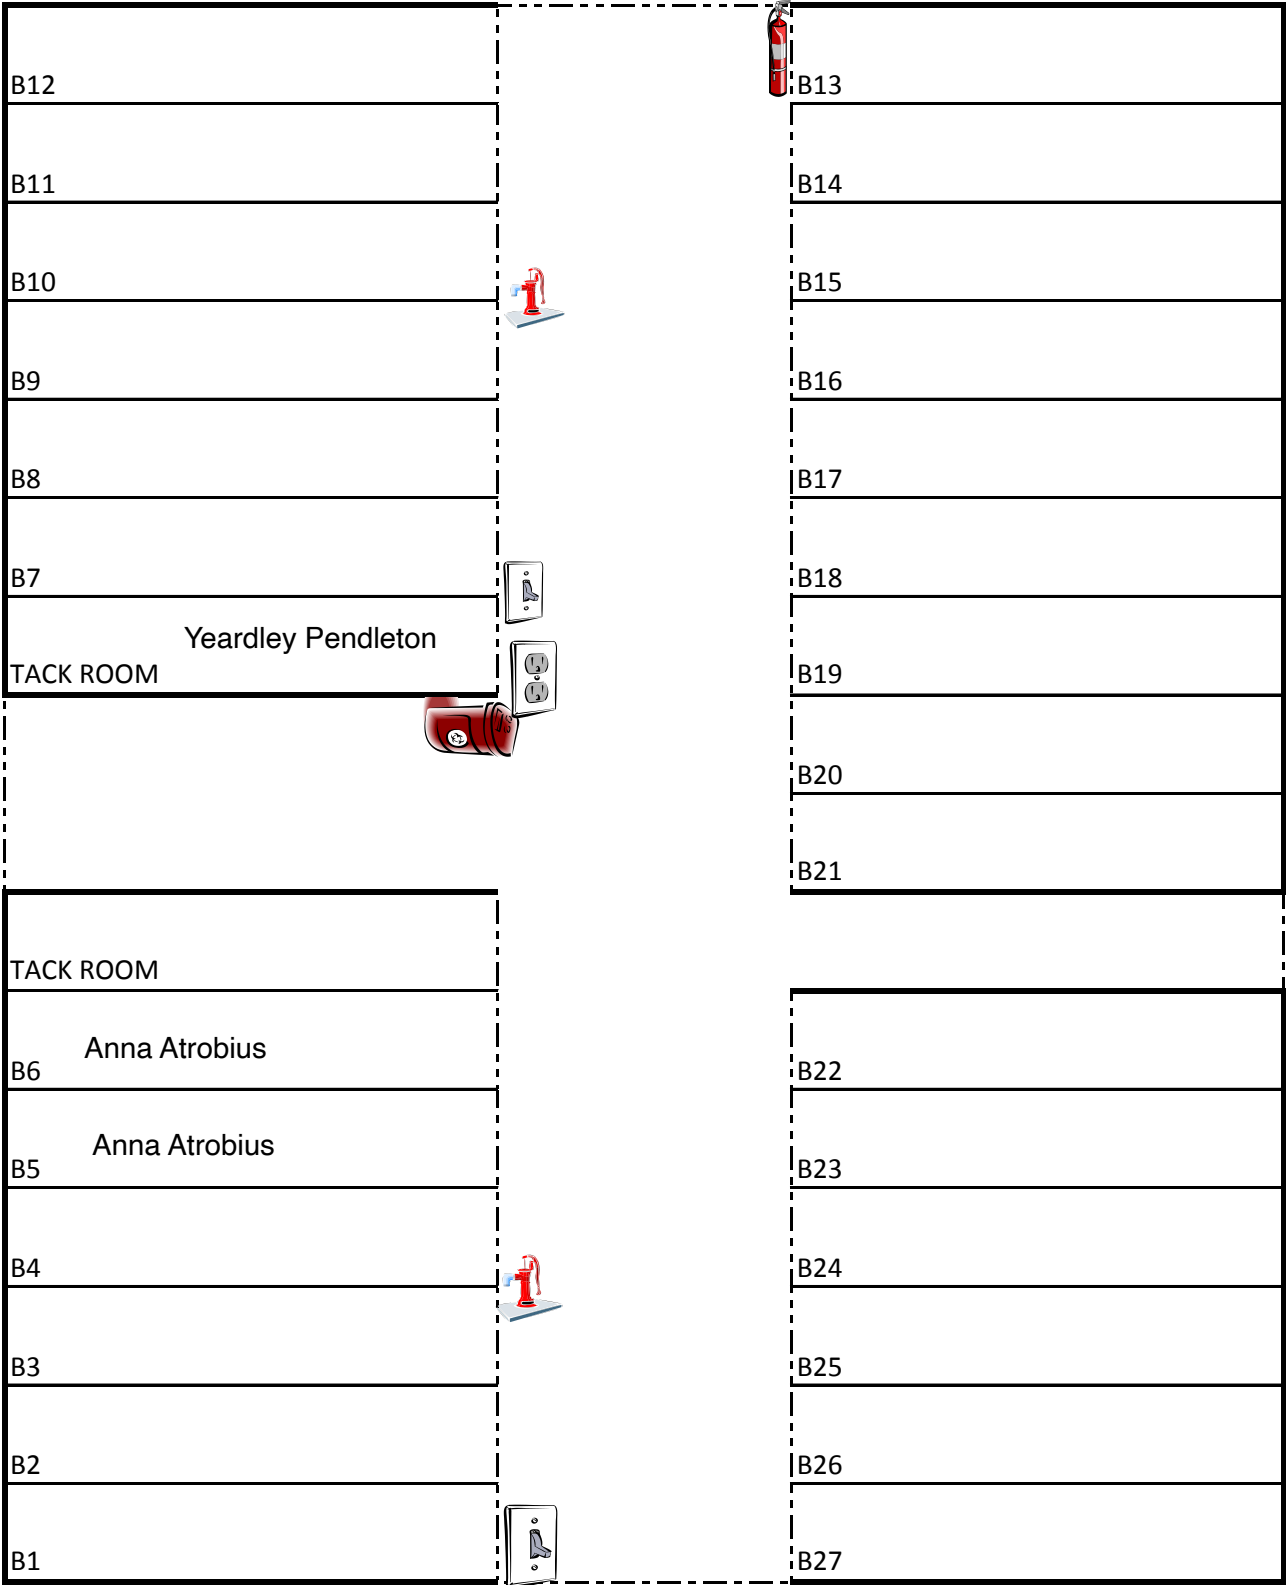 B12
B11
B10
B9
B8
B7
Yeardley Pendleton
TACK ROOM
TACK ROOM
Anna Atrobius
B6
Anna Atrobius
B5
B4
B3
B2
B1
B13
B14
B15
B16
B17
B18
B19
B20
B21
B22
B23
B24
B25
B26
B27